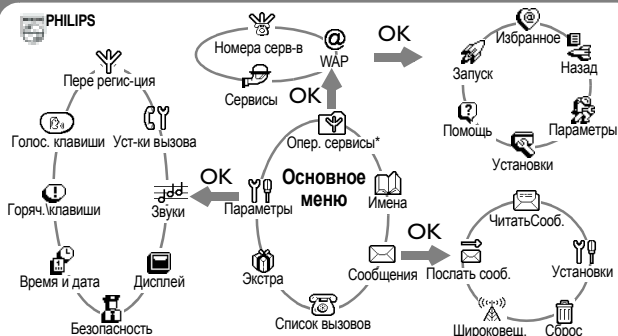 PHILIPS
Номера серв-в
@
WAP
Сервисы
OK
OK
Избранное
Назад
Параметры
Установки
Помощь
Запуск
Пере регис-ция
Уст-ки вызова
Звуки
Дисплей
Безопасность
Время и дата
Горяч.\клавиши
Голос. клавиши
OK
Основное
меню
Опер. сервисы*
Имена
Сообщения
Список вызовов
Экстра
Параметры
OK
ЧитатьСооб.
Установки
Сброс
Широковещ.
Послать сооб.